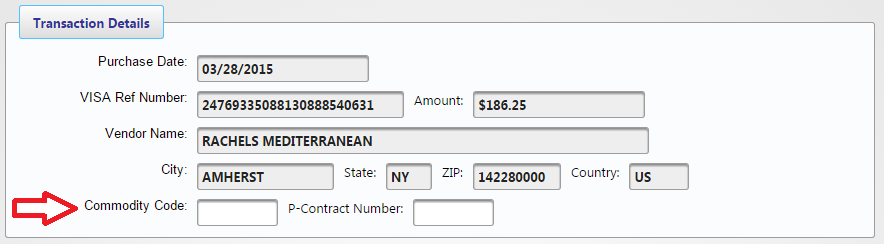 Transaction Details
Purchase Date: 03/28/2015
VISA Ref Number: 24769335088130888540631 Amount: $186.25
Vendor Name: RACHELS MEDITERRANEAN
City: AMHERST State: NY ZIP: 142280000 Country: US
Commodity Code: P-Contract Number: